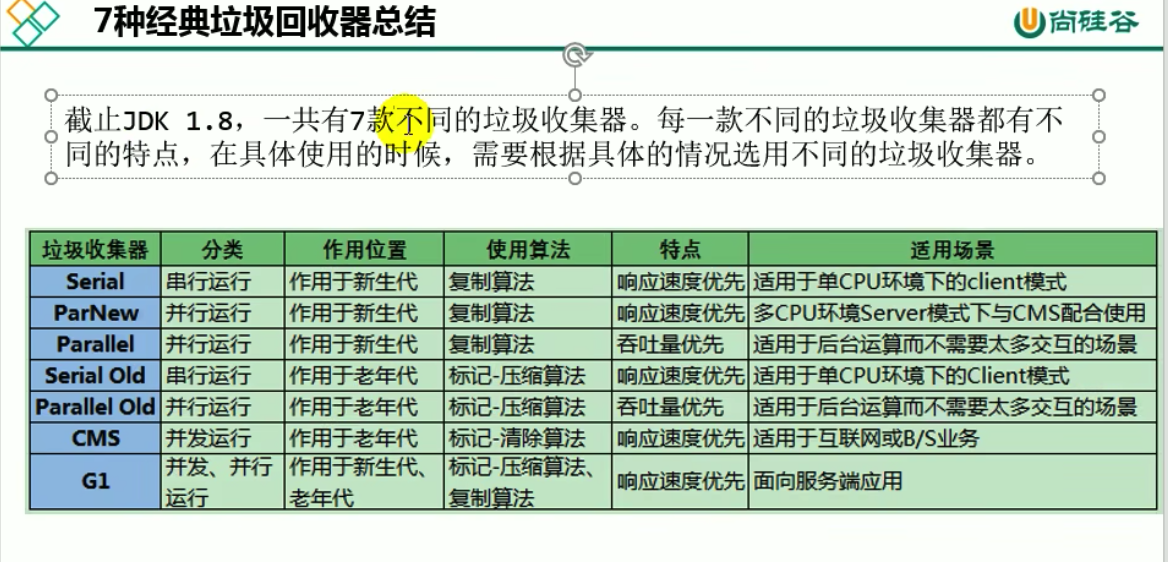 7种经典垃圾回收器总结
尚硅谷
截止JDK 1.8，一共有7款不同的垃圾收集器。每一款不同的垃圾收集器都有不
同的特点，在具体使用的时候，需要根据具体的情况选用不同的垃圾收集器。
垃圾收集器 分类 作用位置 使用算法 特点 适用场景
Serial 串行运行 作用于新生代 复制算法 响应速度优先 适用于单CPU环境下的client模式
ParNew 并行运行 作用于新生代 复制算法 响应速度优先 多CPU环境Server模式下与CMS配合使用
Parallel 并行运行 作用于新生代 复制算法 吞吐量优先 适用于后台运算而不需要太多交互的场景
Serial Old 串行运行 作用于老年代 标记-压缩算法 响应速度优先 适用于单CPU环境下的Client模式
Parallel Old 并行运行 作用于老年代 标记-压缩算法 吞吐量优先 适用于后台运算而不需要太多交互的场景
CMS 并发运行 作用于老年代 标记-清除算法 响应速度优先 适用于互联网或B/S业务
G1 并发、并行 作用于新生代、 标记-压缩算法、 响应速度优先 面向服务端应用
运行 老年代 复制算法